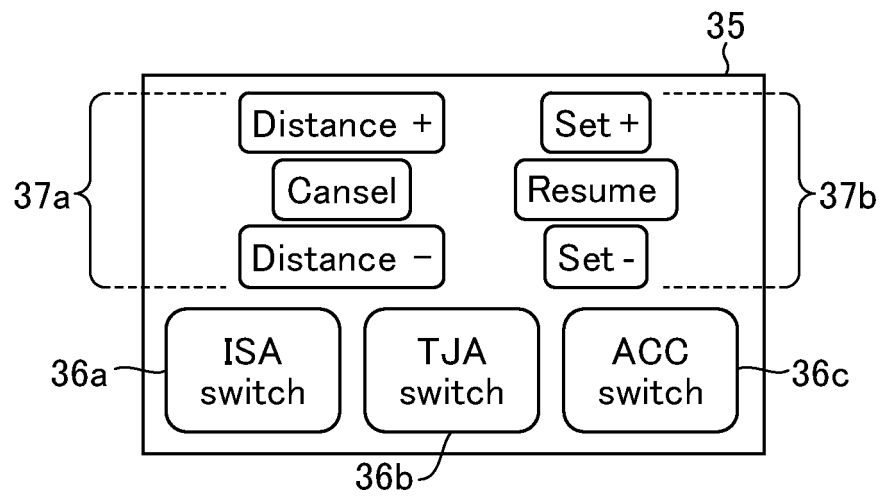 35
Distance + Set +
37a Cansel Resume 37b
Distance − Set -
ISA TJA ACC
36a switch switch switch 36c
36b